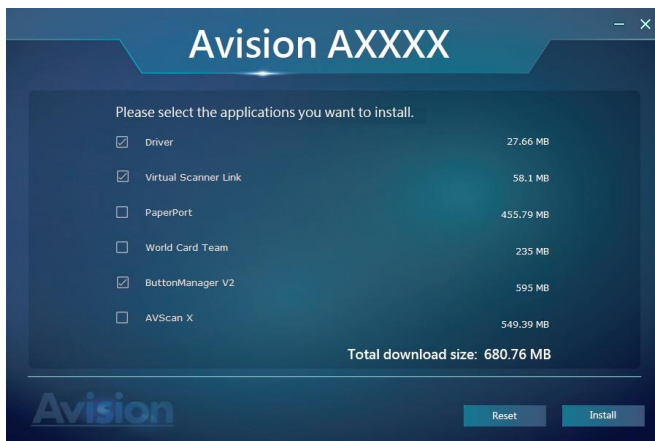 Avision AXXXX
Please select the applications you want to install.
Driver 27.66 MB
Virtual Scanner Link 58.1 MB
PaperPort 455.79 MB
World Card Team 235 MB
ButtonManager V2 595 MB
AVScan X 549.39 MB
Total download size: 680.76 MB
Avision
Reset Install